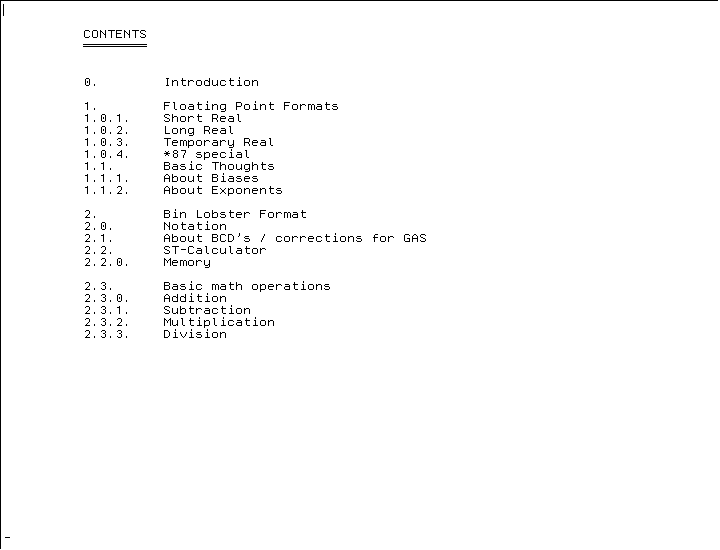 CONTENTS
0. Introduction
1. Floating Point Formats
1.0.1. Short Real
1.0.2. Long Real
1.0.3. Temporary Real
1.0.4. *87 special
1.1. Basic Thoughts
1.1.1. About Biases
1.1.2. About Exponents
2. Bin Lobster Format
2.0. Notation
2.1. About BCD's / corrections for GAS
2.2. ST-Calculator
2.2.0. Memory
2.3. Basic math operations
2.3.0. Addition
2.3.1. Subtraction
2.3.2. Multiplication
2.3.3. Division